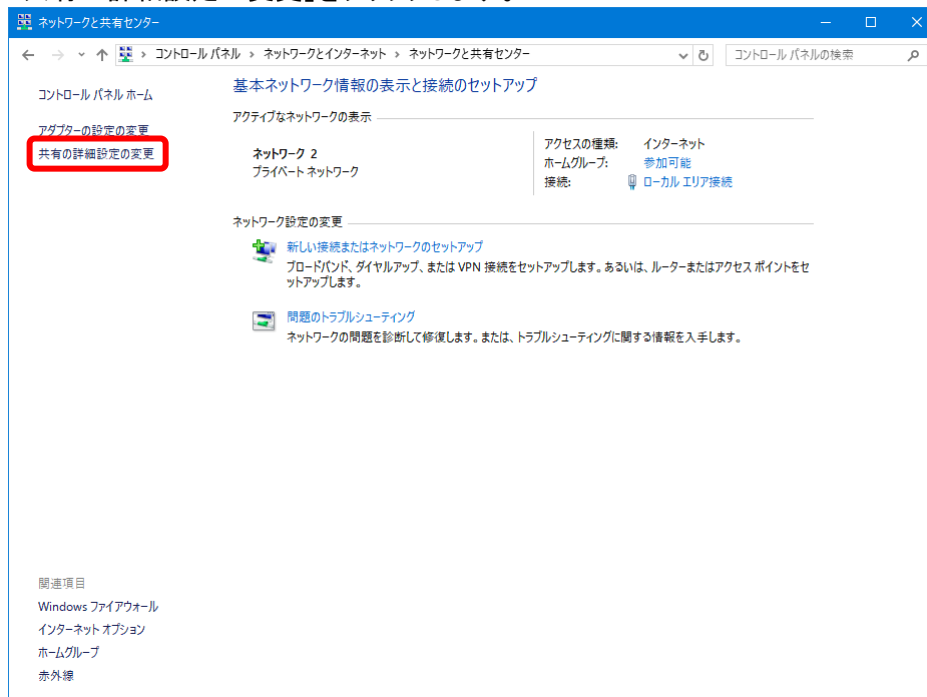 ネットワークと共有センター
コントロール パネル › ネットワークとインターネット › ネットワークと共有センター
コントロール パネルの検索
コントロール パネル ホーム
アダプターの設定の変更
共有の詳細設定の変更
基本ネットワーク情報の表示と接続のセットアップ
アクティブなネットワークの表示
ネットワーク 2
プライベート ネットワーク
アクセスの種類: インターネット
ホームグループ: 参加可能
接続: ローカル エリア接続
ネットワーク設定の変更
新しい接続またはネットワークのセットアップ
ブロードバンド、ダイヤルアップ、または VPN 接続をセットアップします。あるいは、ルーターまたはアクセス ポイントをセ
ットアップします。
問題のトラブルシューティング
ネットワークの問題を診断して修復します。または、トラブルシューティングに関する情報を入手します。
関連項目
Windows ファイアウォール
インターネット オプション
ホームグループ
赤外線